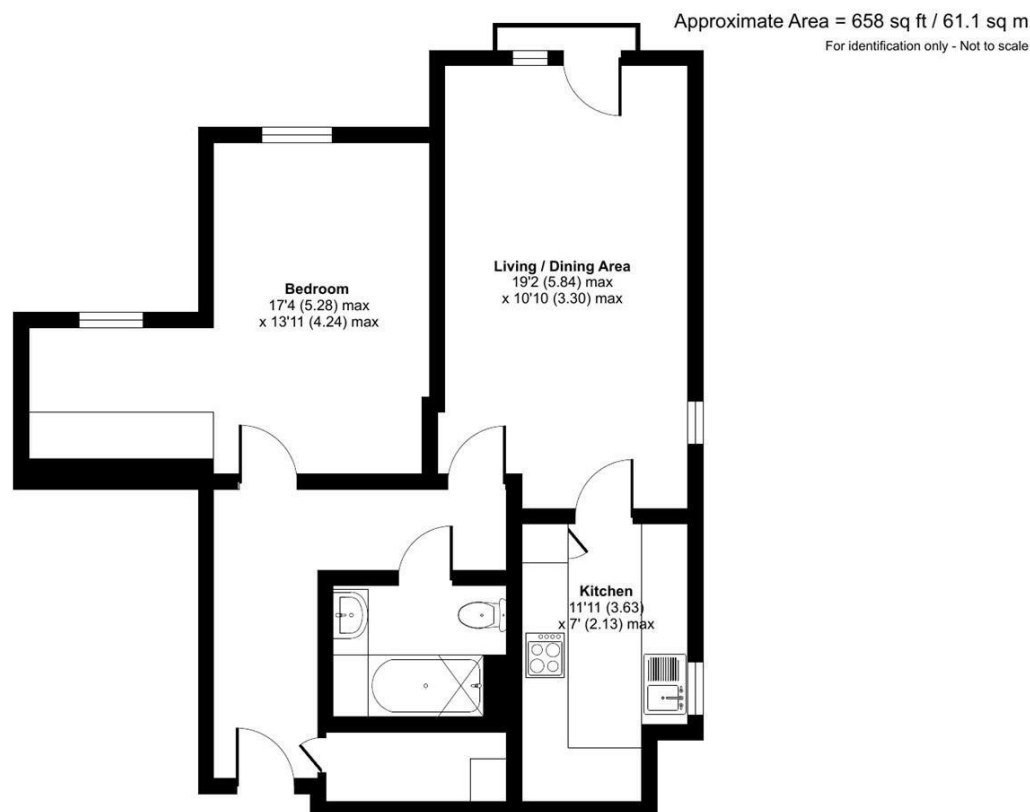 Approximate Area = 658 sq ft / 61.1 sq m
For identification only - Not to scale
Living / Dining Area
19'2 (5.84) max
x 10'10 (3.30) max
Bedroom
17'4 (5.28) max
x 13'11 (4.24) max
Kitchen
11'11 (3.63)
x 7' (2.13) max